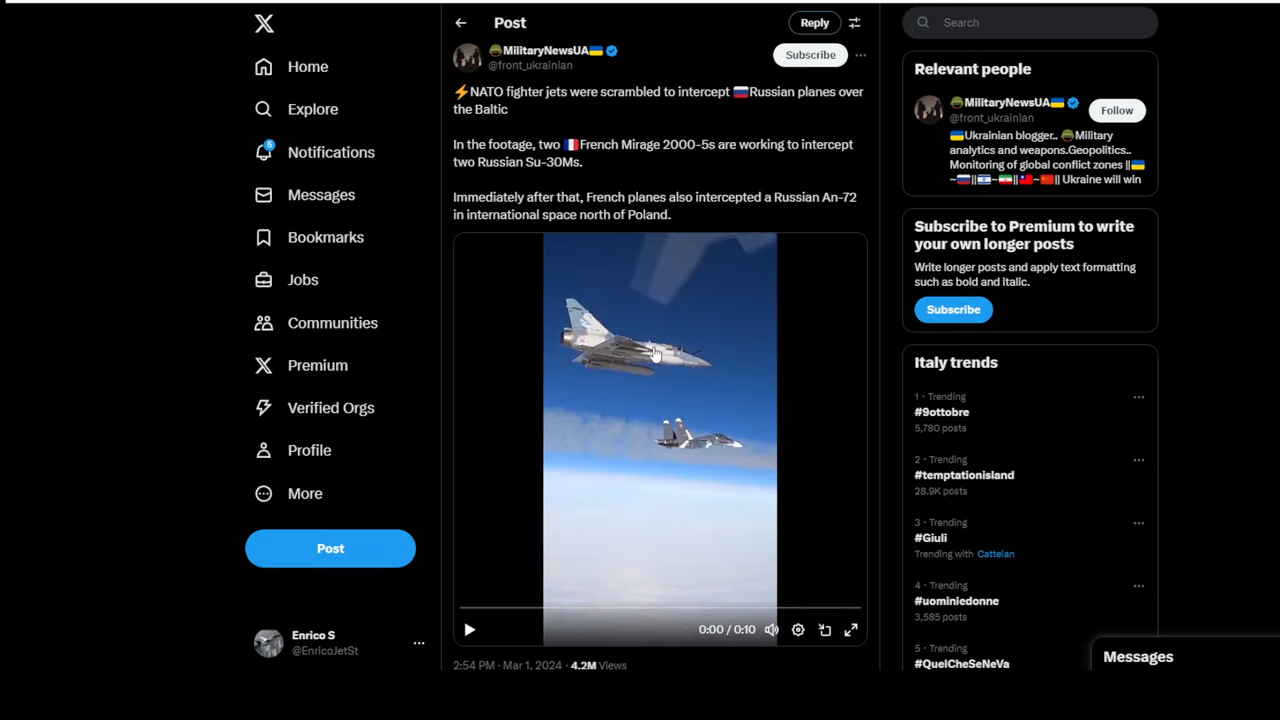 Home
Explore
5
Notifications
Messages
Bookmarks
Jobs
Communities
Premium
Verified Orgs
Profile
More
Post
Enrico S
@EnricoJetSt
Post
Reply
MilitaryNewsUA
@front_ukrainian
Subscribe
⚡NATO fighter jets were scrambled to intercept 🇷🇺Russian planes over
the Baltic
In the footage, two 🇫🇷French Mirage 2000-5s are working to intercept
two Russian Su-30Ms.
Immediately after that, French planes also intercepted a Russian An-72
in international space north of Poland.
0:00 / 0:10
2:54 PM · Mar 1, 2024 · 4.2M Views
Search
Relevant people
MilitaryNewsUA
@front_ukrainian
Follow
🇺🇦Ukrainian blogger.. 🪖Military
analytics and weapons.Geopolitics..
Monitoring of global conflict zones ||🇺🇦
~🇷🇺||🇮🇱~🇮🇷||🇹🇼~🇨🇳|| Ukraine will win
Subscribe to Premium to write
your own longer posts
Write longer posts and apply text formatting
such as bold and italic.
Subscribe
Italy trends
1 · Trending
#9ottobre
5,780 posts
2 · Trending
#temptationisland
28.9K posts
3 · Trending
#Giuli
Trending with Cattelan
4 · Trending
#uominiedonne
3,585 posts
5 · Trending
#QuelCheSeNeVa
Messages